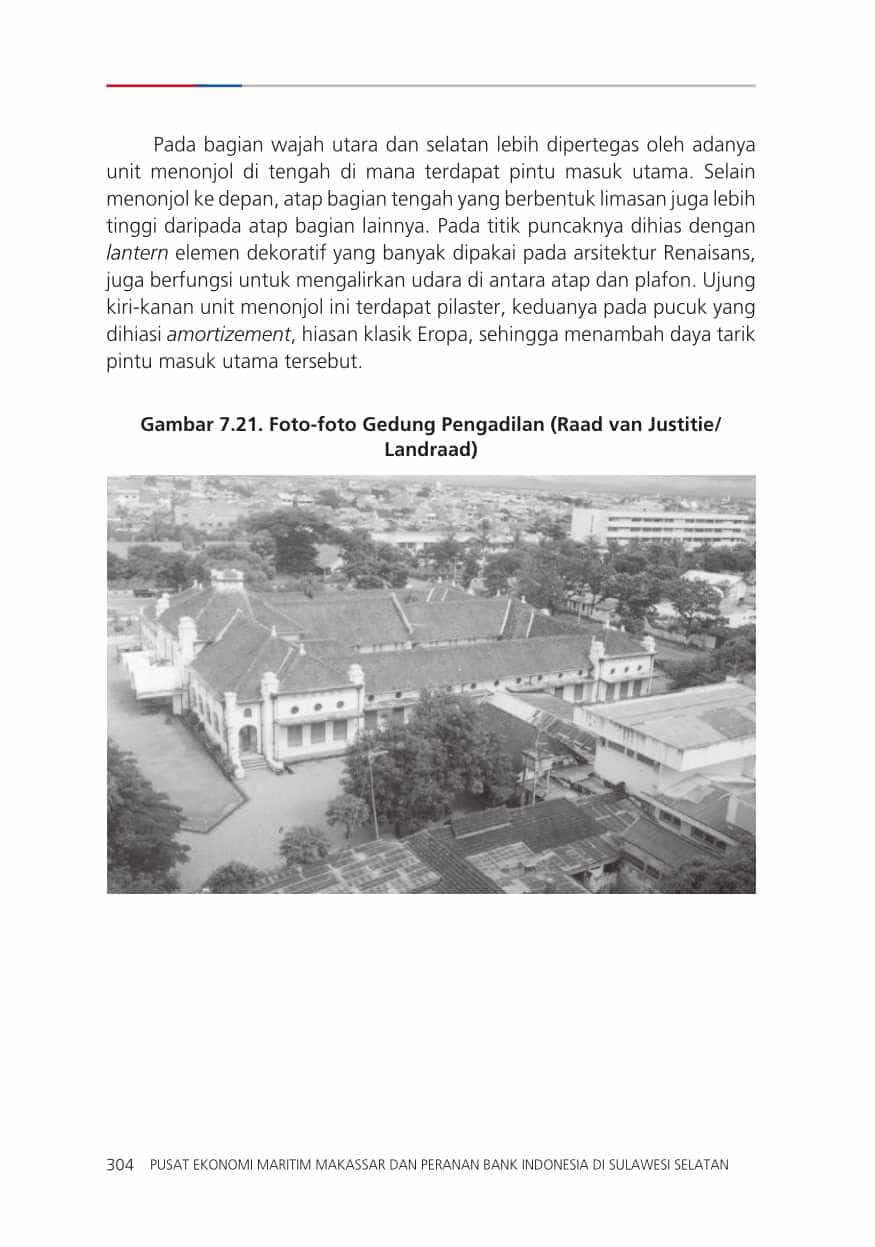 Pada bagian wajah utara dan selatan lebih dipertegas oleh adanya
unit menonjol di tengah di mana terdapat pintu masuk utama. Selain
menonjol ke depan, atap bagian tengah yang berbentuk limasan juga lebih
tinggi daripada atap bagian lainnya. Pada titik puncaknya dihias dengan
lantern elemen dekoratif yang banyak dipakai pada arsitektur Renaisans,
juga berfungsi untuk mengalirkan udara di antara atap dan plafon. Ujung
kiri-kanan unit menonjol ini terdapat pilaster, keduanya pada pucuk yang
dihiasi amortizement, hiasan klasik Eropa, sehingga menambah daya tarik
pintu masuk utama tersebut.
Gambar 7.21. Foto-foto Gedung Pengadilan (Raad van Justitie/
Landraad)
304 PUSAT EKONOMI MARITIM MAKASSAR DAN PERANAN BANK INDONESIA DI SULAWESI SELATAN